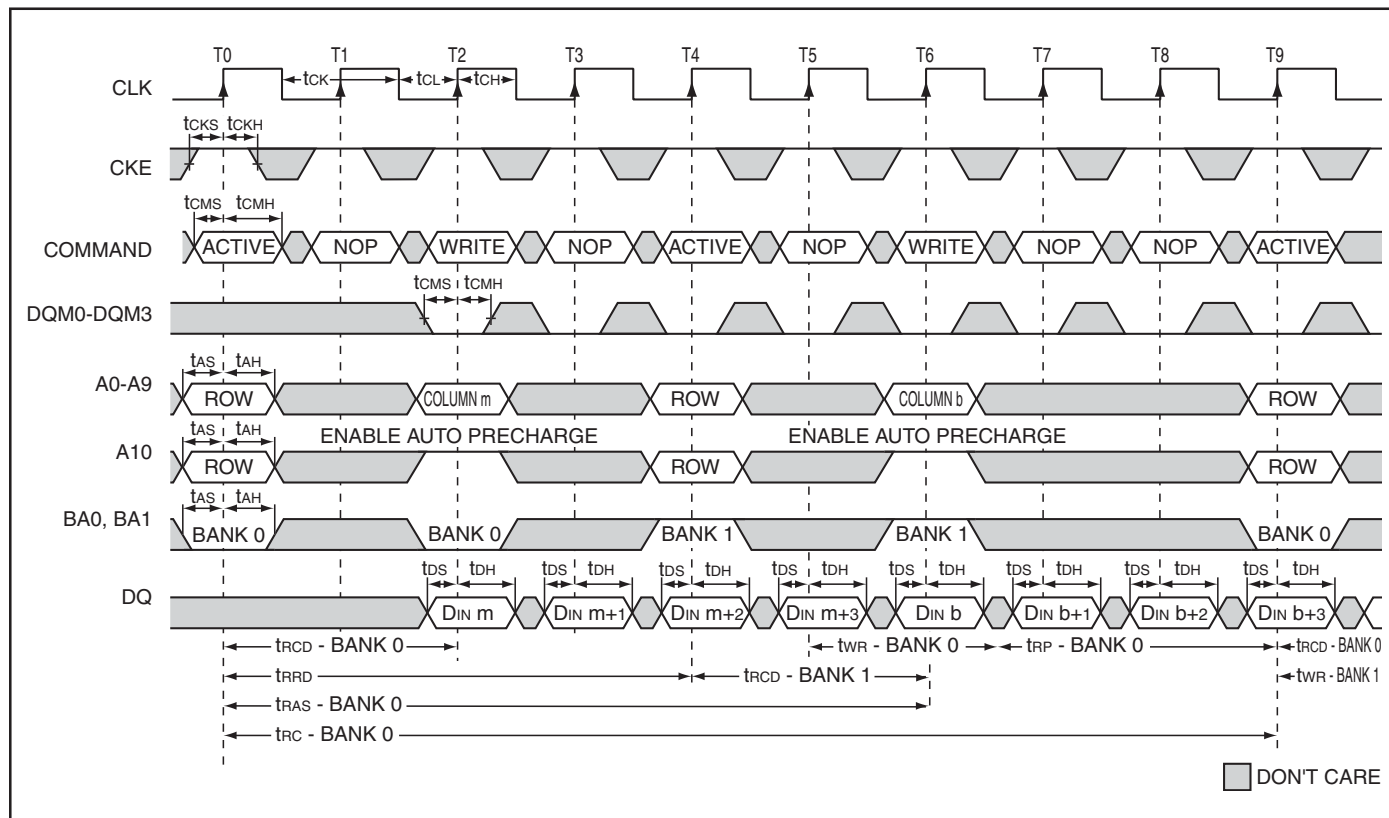 T0 T1 T2 T3 T4 T5 T6 T7 T8 T9
CLK
tCK tCL tCH
tCKS tCKH
CKE
tCMS tCMH
COMMAND ACTIVE NOP WRITE NOP ACTIVE NOP WRITE NOP NOP ACTIVE
tCMS tCMH
DQM0-DQM3
tAS tAH
A0-A9 ROW COLUMN m ROW COLUMN b ROW
tAS tAH ENABLE AUTO PRECHARGE ENABLE AUTO PRECHARGE
A10 ROW ROW ROW
tAS tAH
BA0, BA1 BANK 0 BANK 0 BANK 1 BANK 1 BANK 0
tDS tDH tDS tDH tDS tDH tDS tDH tDS tDH tDS tDH tDS tDH tDS tDH
DQ DIN m DIN m+1 DIN m+2 DIN m+3 DIN b DIN b+1 DIN b+2 DIN b+3
tRCD - BANK 0 tWR - BANK 0 tRP - BANK 0 tRCD - BANK 0
tRRD tRCD - BANK 1 tWR - BANK 1
tRAS - BANK 0
tRC - BANK 0
DON'T CARE